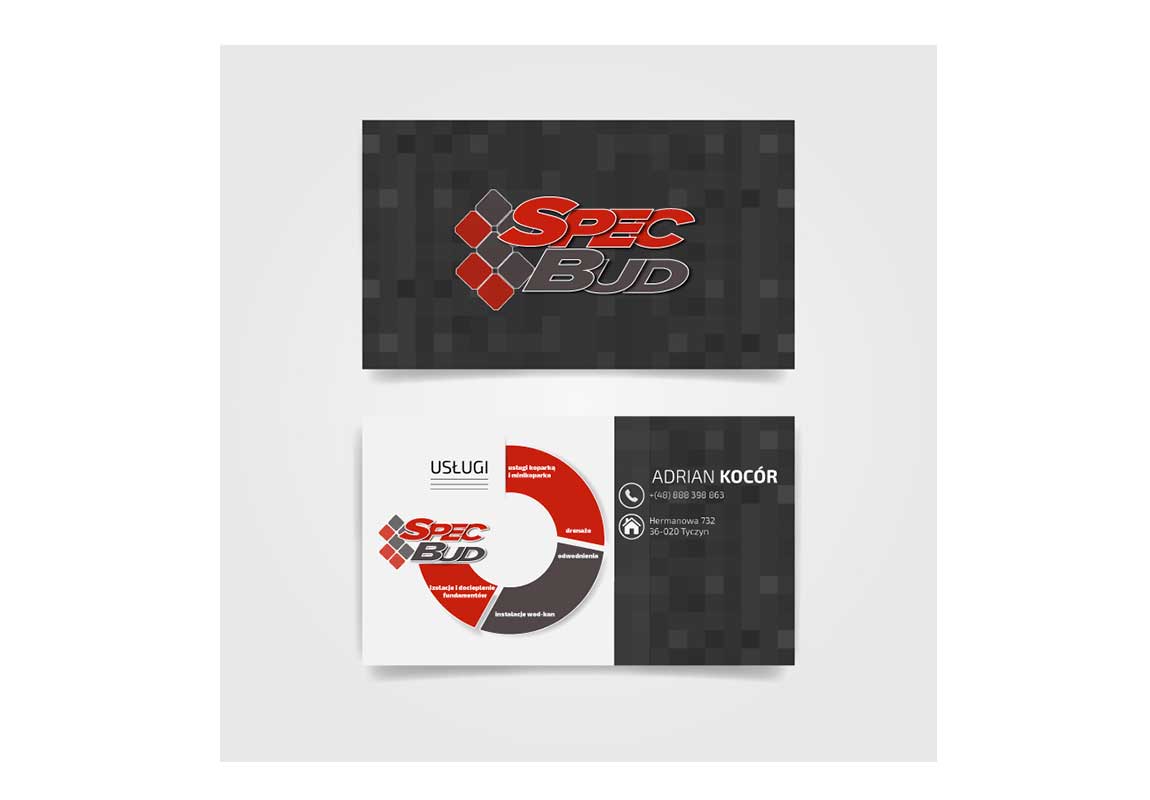 SPEC
BUD
USŁUGI
usługi koparką
i minikoparka
drenaże
odwodnienia
instalacje wod-kan
izolacje i docieplenie
fundamentów
SPEC
BUD
ADRIAN KOCÓR
+(48) 888 398 863
Hermanowa 732
36-020 Tyczyn